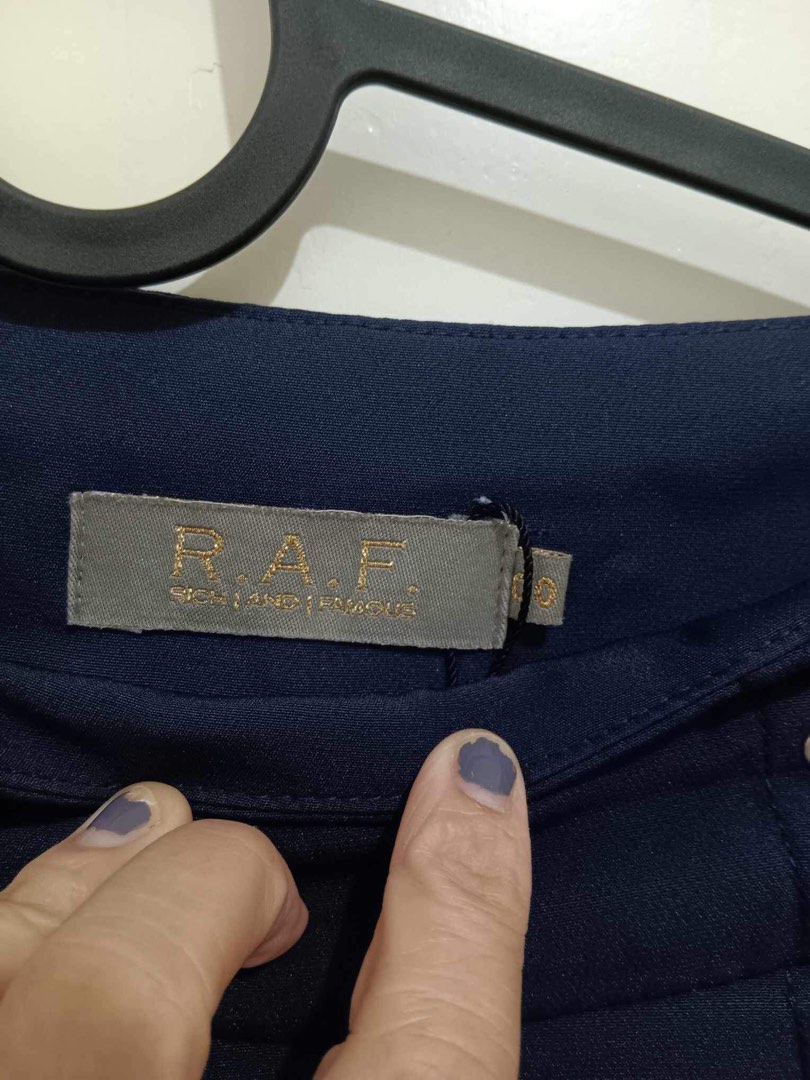 R.A.F.
RICH | AND | FAMOUS